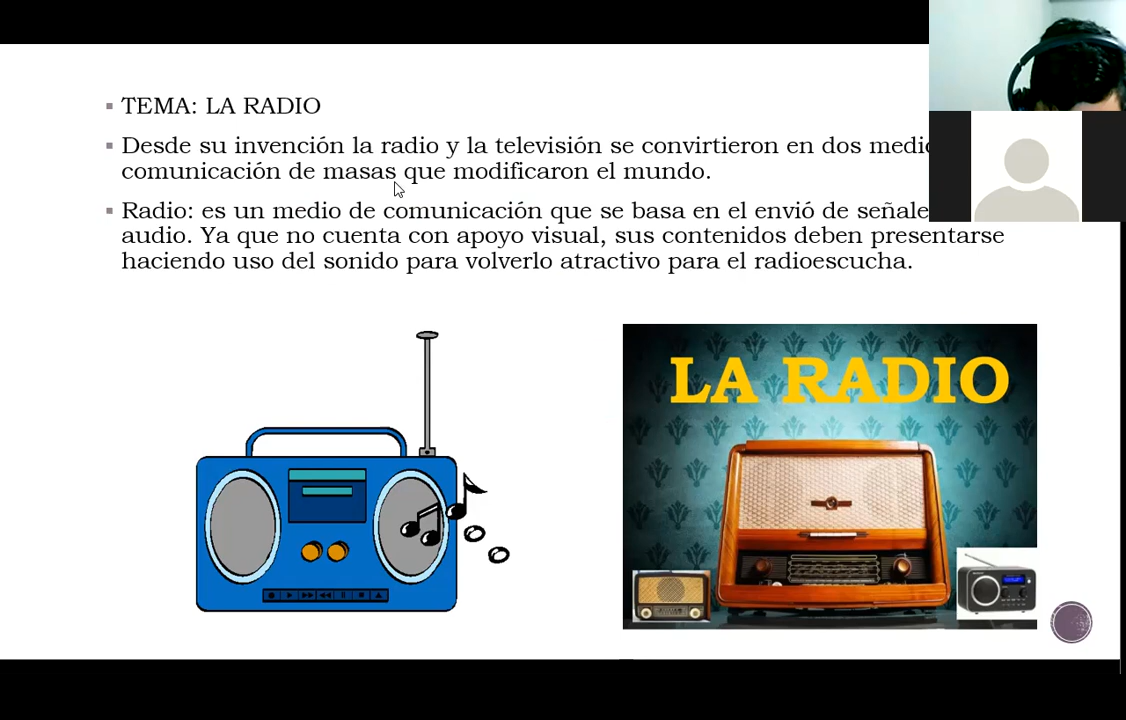 TEMA: LA RADIO
Desde su invención la radio y la televisión se convirtieron en dos
comunicación de masas que modificaron el mundo.
Radio: es un medio de comunicación que se basa en el envió de
audio. Ya que no cuenta con apoyo visual, sus contenidos deben presentarse
haciendo uso del sonido para volverlo atractivo para el radioescucha.
LA RADIO